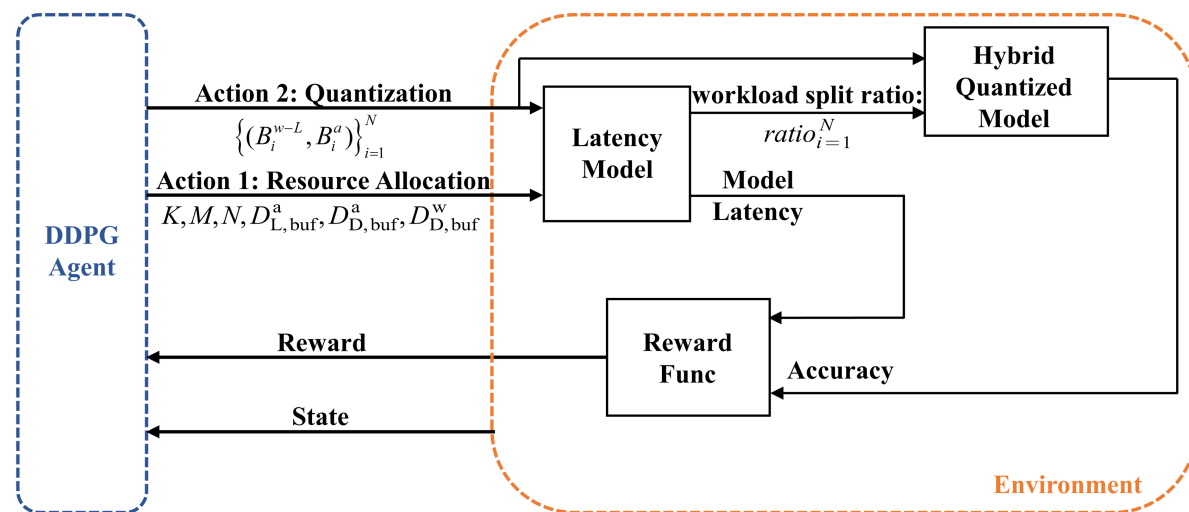 Action 2: Quantization
{(B_i^{w-L}, B_i^a)}_{i=1}^N
Action 1: Resource Allocation
K, M, N, D_{L,buf}^a, D_{D,buf}^a, D_{D,buf}^w
DDPG
Agent
Latency
Model
workload split ratio:
ratio_{i=1}^N
Hybrid
Quantized
Model
Model
Latency
Reward
Reward
Func
Accuracy
State
Environment